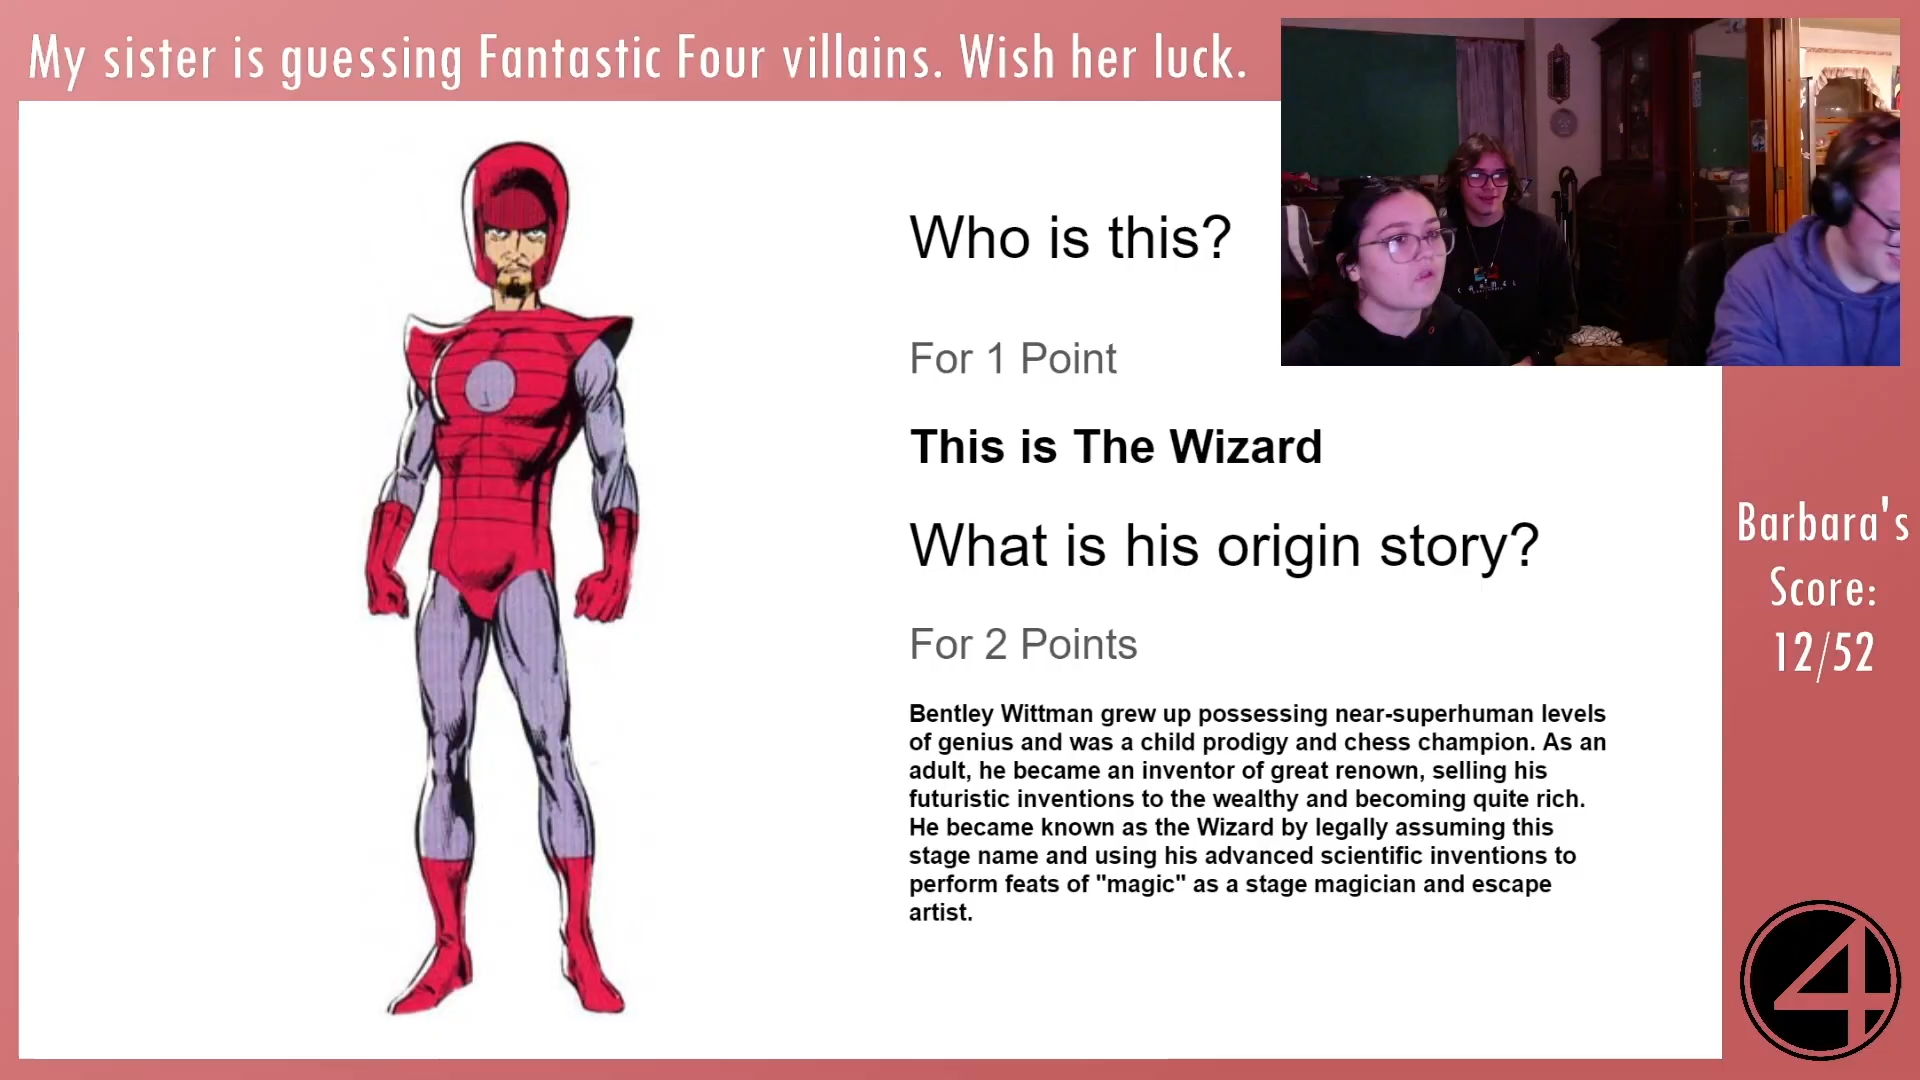 My sister is guessing Fantastic Four villains. Wish her luck.
Who is this?
For 1 Point
This is The Wizard
What is his origin story?
For 2 Points
Bentley Wittman grew up possessing near-superhuman levels
of genius and was a child prodigy and chess champion. As an
adult, he became an inventor of great renown, selling his
futuristic inventions to the wealthy and becoming quite rich.
He became known as the Wizard by legally assuming this
stage name and using his advanced scientific inventions to
perform feats of "magic" as a stage magician and escape
artist.
CARMEL
Barbara's
Score:
12/52
4